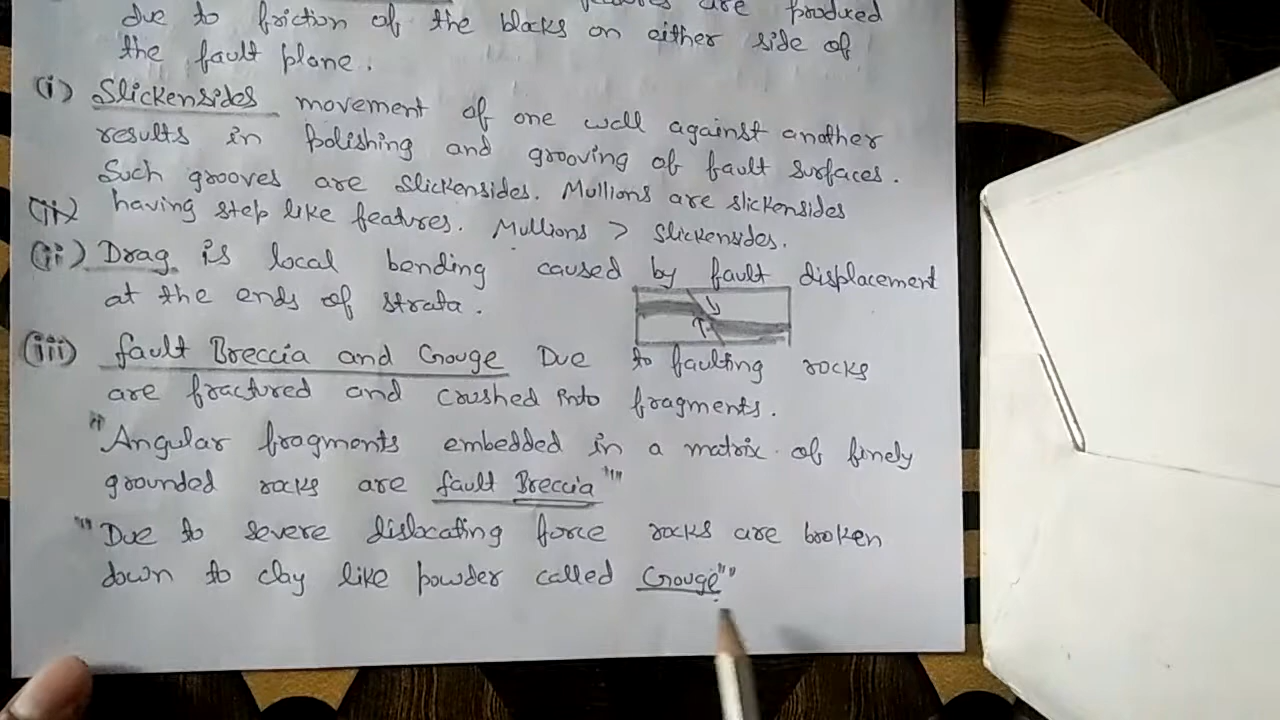 are produced
due to friction of the blocks on either side of
the fault plane.
(i) Slickensides movement of one wall against another
results in polishing and grooving of fault surfaces.
Such grooves are slickensides. Mullions are slickensides
(ii) having step like features. Mullions > slickensides.
(ii) Drag is local bending caused by fault displacement
at the ends of strata.
(iii) fault Breccia and Gouge Due to faulting rocks
are fractured and crushed into fragments.
"Angular fragments embedded in a matrix of finely
grounded rocks are fault Breccia""
""Due to severe dislocating force rocks are broken
down to clay like powder called Gouge""